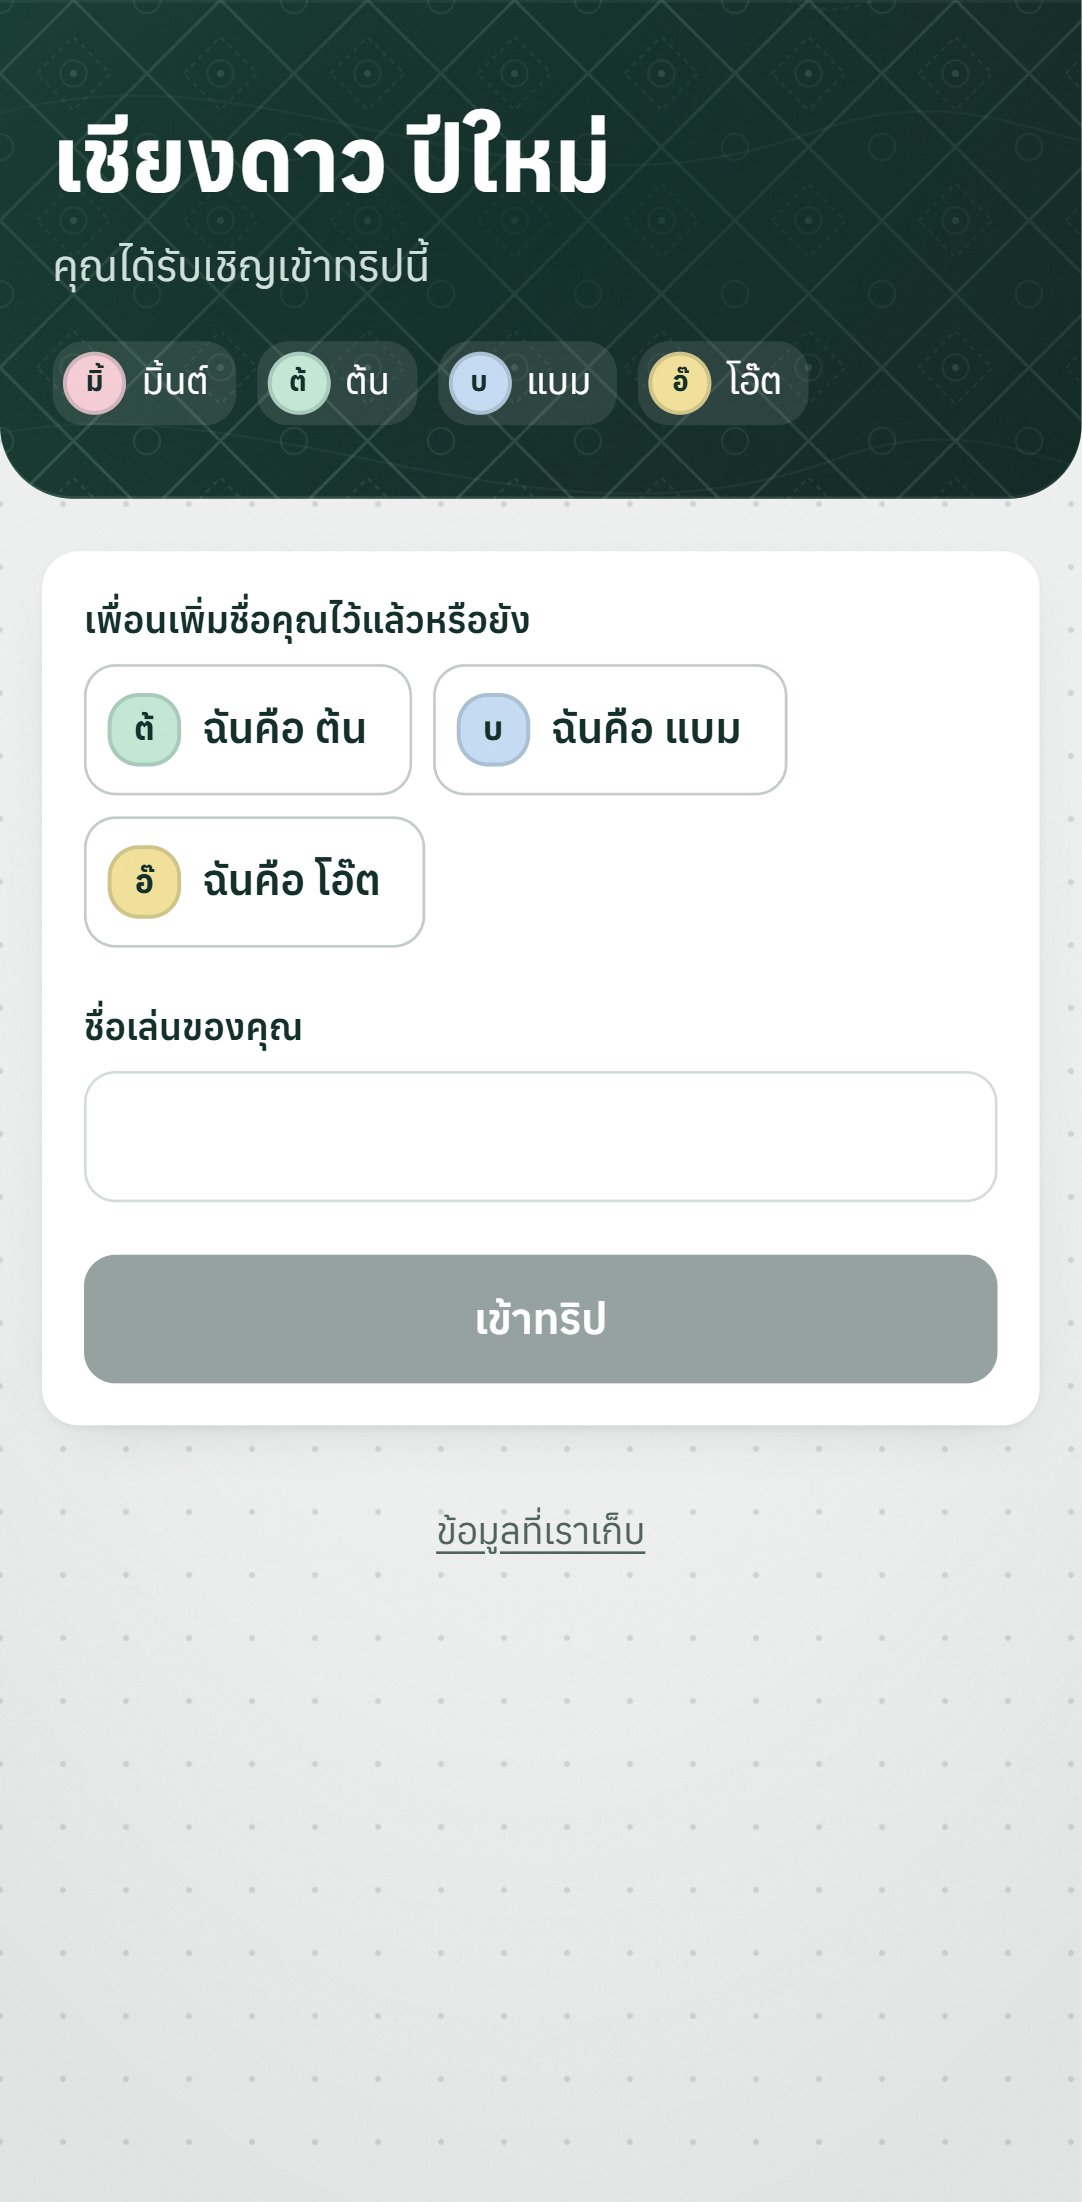 เชียงดาว ปีใหม่
คุณได้รับเชิญเข้าทริปนี้
มิ้ มิ้นต์ ต้ ต้น บ แบม อ๊ โอ๊ต
เพื่อนเพิ่มชื่อคุณไว้แล้วหรือยัง
ต้ ฉันคือ ต้น บ ฉันคือ แบม
อ๊ ฉันคือ โอ๊ต
ชื่อเล่นของคุณ
เข้าทริป
ข้อมูลที่เราเก็บ